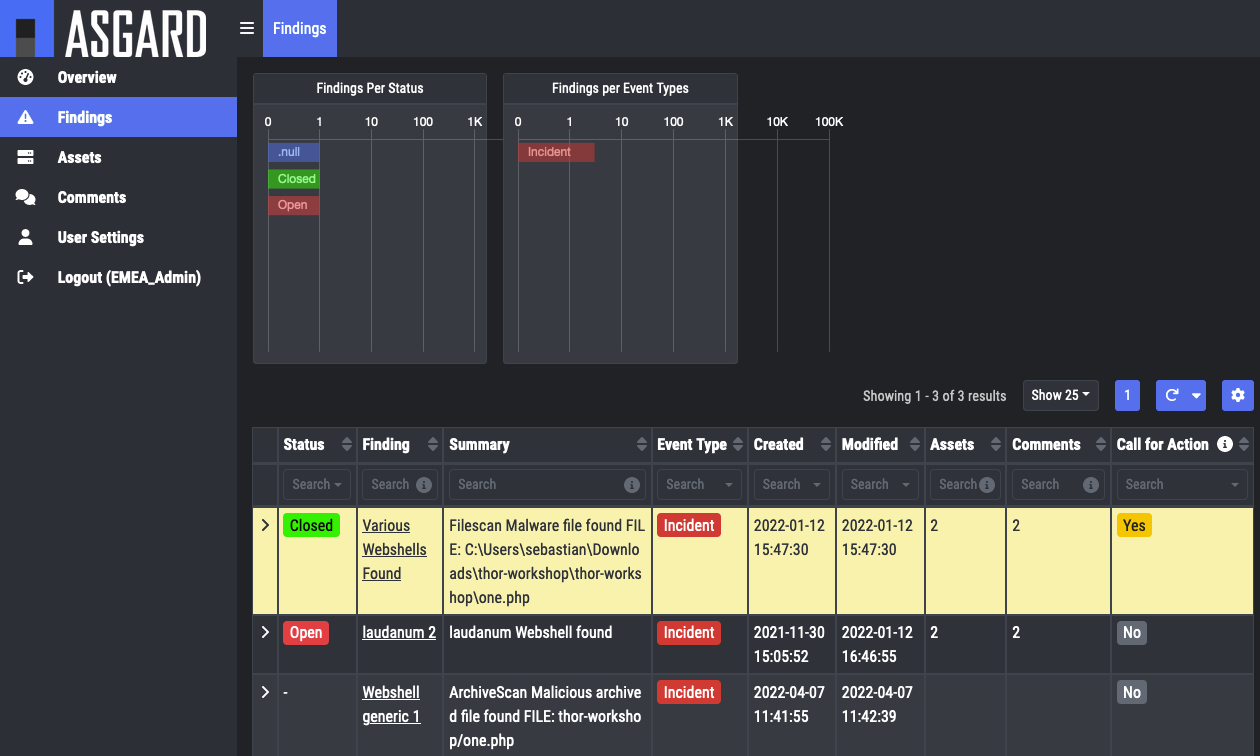 ASGARD
Findings
Overview
Findings
Assets
Comments
User Settings
Logout (EMEA_Admin)
Findings Per Status
0 1 10 100 1K
.null
Closed
Open
Findings per Event Types
0 1 10 100 1K 10K 100K
Incident
Showing 1 - 3 of 3 results Show 25 1
Status Finding Summary Event Type Created Modified Assets Comments Call for Action
Search Search Search Search Search Search Search Search Search
Closed Various Filescan Malware file found FIL Incident 2022-01-12 2022-01-12 2 2 Yes
Webshells E: C:\Users\sebastian\Downlo 15:47:30 15:47:30
Found ads\thor-workshop\thor-works
hop\one.php
Open laudanum 2 laudanum Webshell found Incident 2021-11-30 2022-01-12 2 2 No
15:05:52 16:46:55
- Webshell ArchiveScan Malicious archive Incident 2022-04-07 2022-04-07 No
generic 1 d file found FILE: thor-worksho 11:41:55 11:42:39
p/one.php